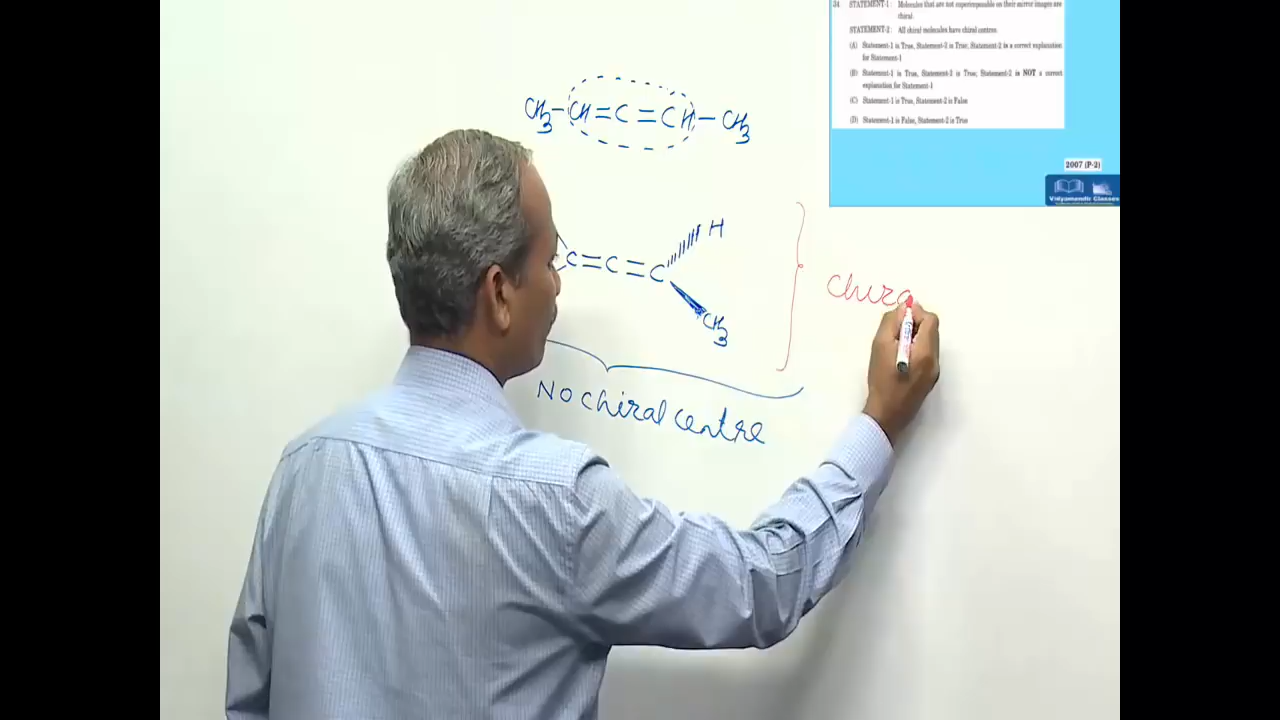 34 STATEMENT-1: Molecules that are not superimposable on their mirror images are
chiral.
STATEMENT-2: All chiral molecules have chiral centres.
(A) Statement-1 is True, Statement-2 is True; Statement-2 is a correct explanation
for Statement-1
(B) Statement-1 is True, Statement-2 is True; Statement-2 is NOT a correct
explanation for Statement-1
(C) Statement-1 is True, Statement-2 is False
(D) Statement-1 is False, Statement-2 is True
2007 (P-2)
Vidyamandir Classes
CH3-CH=C=CH-CH3
H
C=C=C
CH3
Chira
No chiral centre